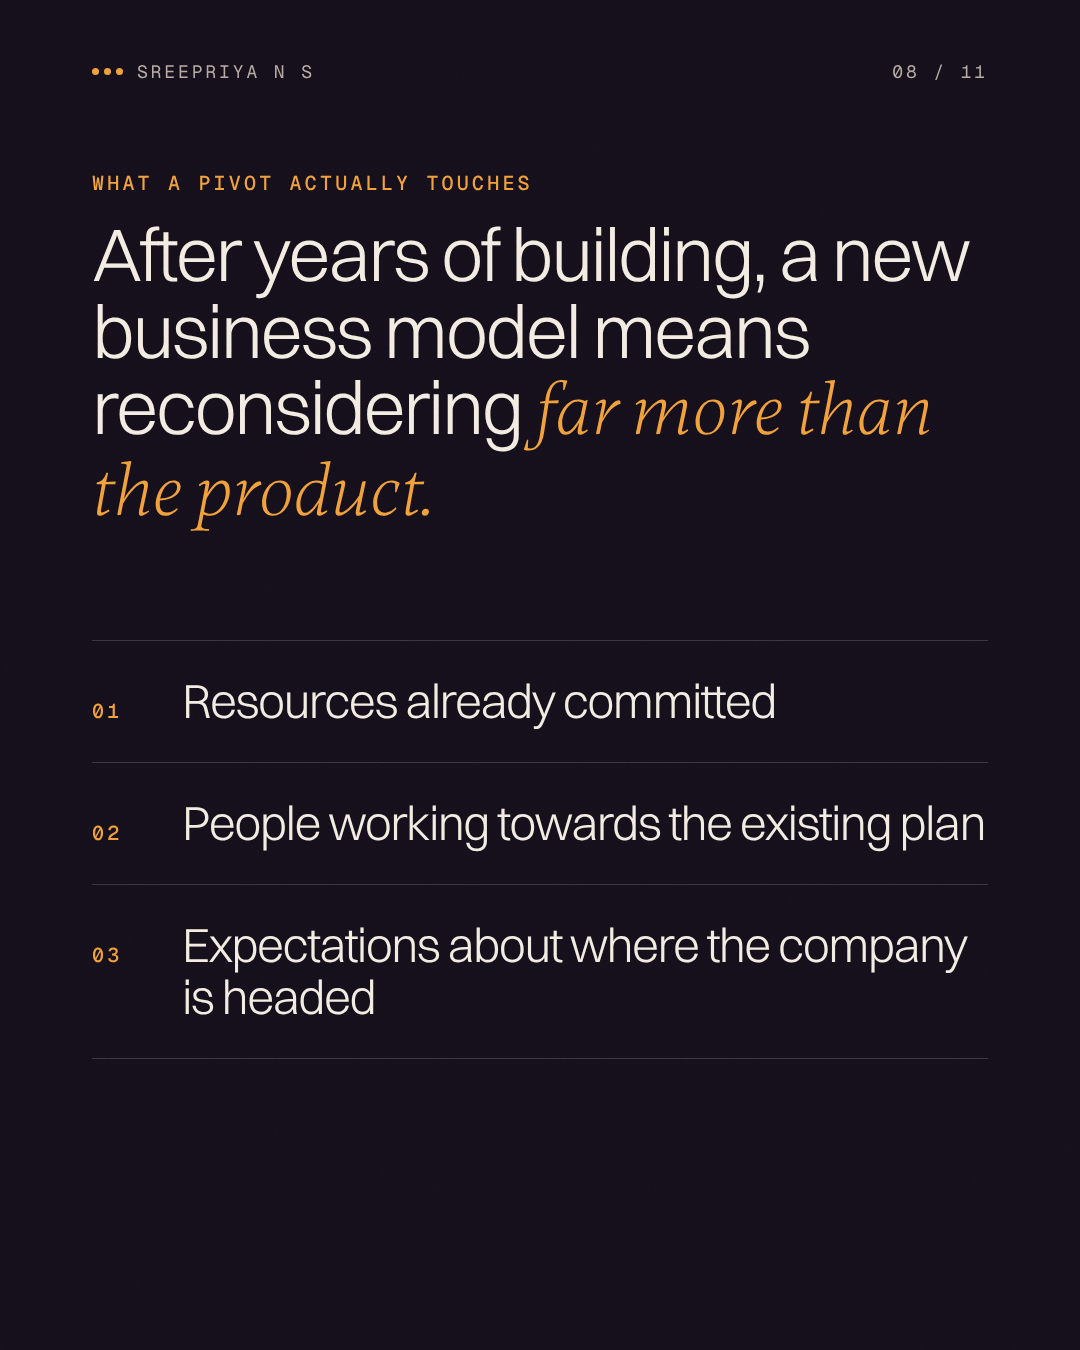 SREEPRIYA N S
08 / 11
WHAT A PIVOT ACTUALLY TOUCHES
After years of building, a new
business model means
reconsidering far more than
the product.
01 Resources already committed
02 People working towards the existing plan
03 Expectations about where the company
is headed